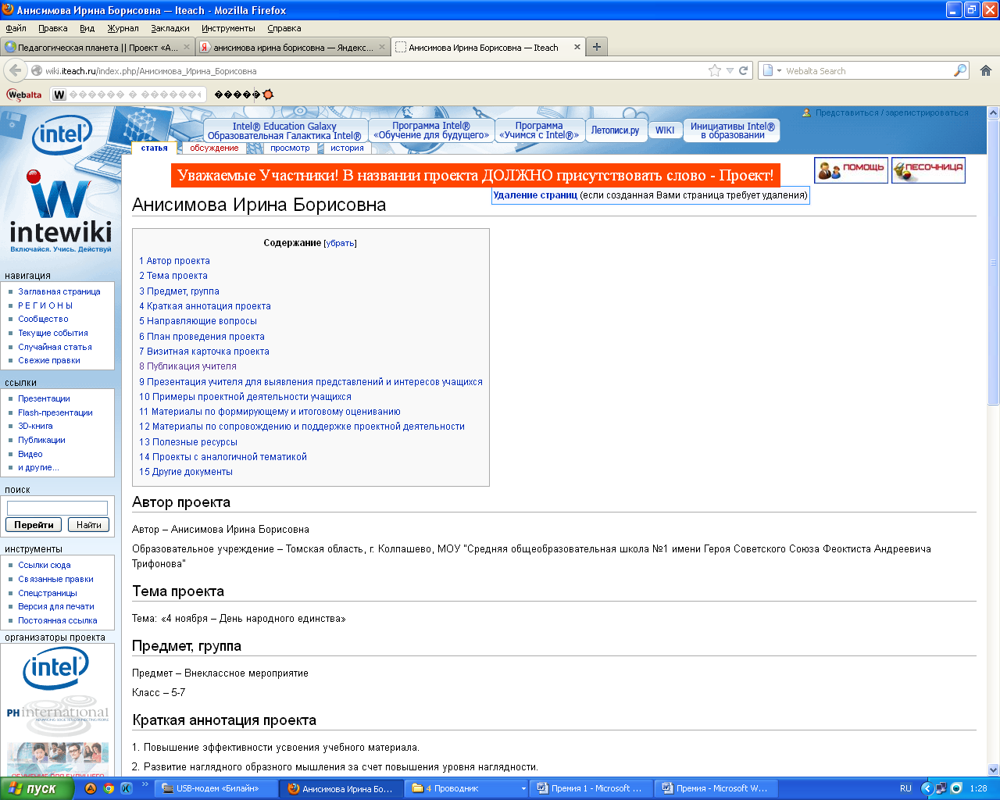 Анисимова Ирина Борисовна — Iteach - Mozilla Firefox
Файл Правка Вид Журнал Закладки Инструменты Справка
Педагогическая планета || Проект «А...
анисимова ирина борисовна — Яндекс...
Анисимова Ирина Борисовна — Iteach
wiki.iteach.ru/index.php/Анисимова_Ирина_Борисовна
Webalta Search
Webalta
W
Представиться / зарегистрироваться
intel
Intel® Education Galaxy
Образовательная Галактика Intel®
Программа Intel®
«Обучение для будущего»
Программа
«Учимся с Intel®»
Летописи.ру
WIKI
Инициативы Intel®
в образовании
статья обсуждение просмотр история
Уважаемые Участники! В названии проекта ДОЛЖНО присутствовать слово - Проект!
ПОМОЩЬ
ПЕСОЧНИЦА
Удаление страниц (если созданная Вами страница требует удаления)
intewiki
Включайся. Учись. Действуй
навигация
Заглавная страница
Р Е Г И О Н Ы
Сообщество
Текущие события
Случайная статья
Свежие правки
ссылки
Презентации
Flash-презентации
3D-книга
Публикации
Видео
и другие...
поиск
Перейти Найти
инструменты
Ссылки сюда
Связанные правки
Спецстраницы
Версия для печати
Постоянная ссылка
организаторы проекта
intel
PH international
ADVANCING SOCIETIES, CONNECTING PEOPLE
ОБУЧЕНИЕ ДЛЯ БУДУЩЕГО
Анисимова Ирина Борисовна
Содержание [убрать]
1 Автор проекта
2 Тема проекта
3 Предмет, группа
4 Краткая аннотация проекта
5 Направляющие вопросы
6 План проведения проекта
7 Визитная карточка проекта
8 Публикация учителя
9 Презентация учителя для выявления представлений и интересов учащихся
10 Примеры проектной деятельности учащихся
11 Материалы по формирующему и итоговому оцениванию
12 Материалы по сопровождению и поддержке проектной деятельности
13 Полезные ресурсы
14 Проекты с аналогичной тематикой
15 Другие документы
Автор проекта
Автор – Анисимова Ирина Борисовна
Образовательное учреждение – Томская область, г. Колпашево, МОУ "Средняя общеобразовательная школа №1 имени Героя Советского Союза Феоктиста Андреевича
Трифонова"
Тема проекта
Тема: «4 ноября – День народного единства»
Предмет, группа
Предмет – Внеклассное мероприятие
Класс – 5-7
Краткая аннотация проекта
1. Повышение эффективности усвоения учебного материала.
2. Развитие наглядного образного мышления за счет повышения уровня наглядности.
пуск
USB-модем «Билайн»
Анисимова Ирина Бо...
4 Проводник
Премия 1 - Microsoft ...
Премия - Microsoft W...
RU
1:28